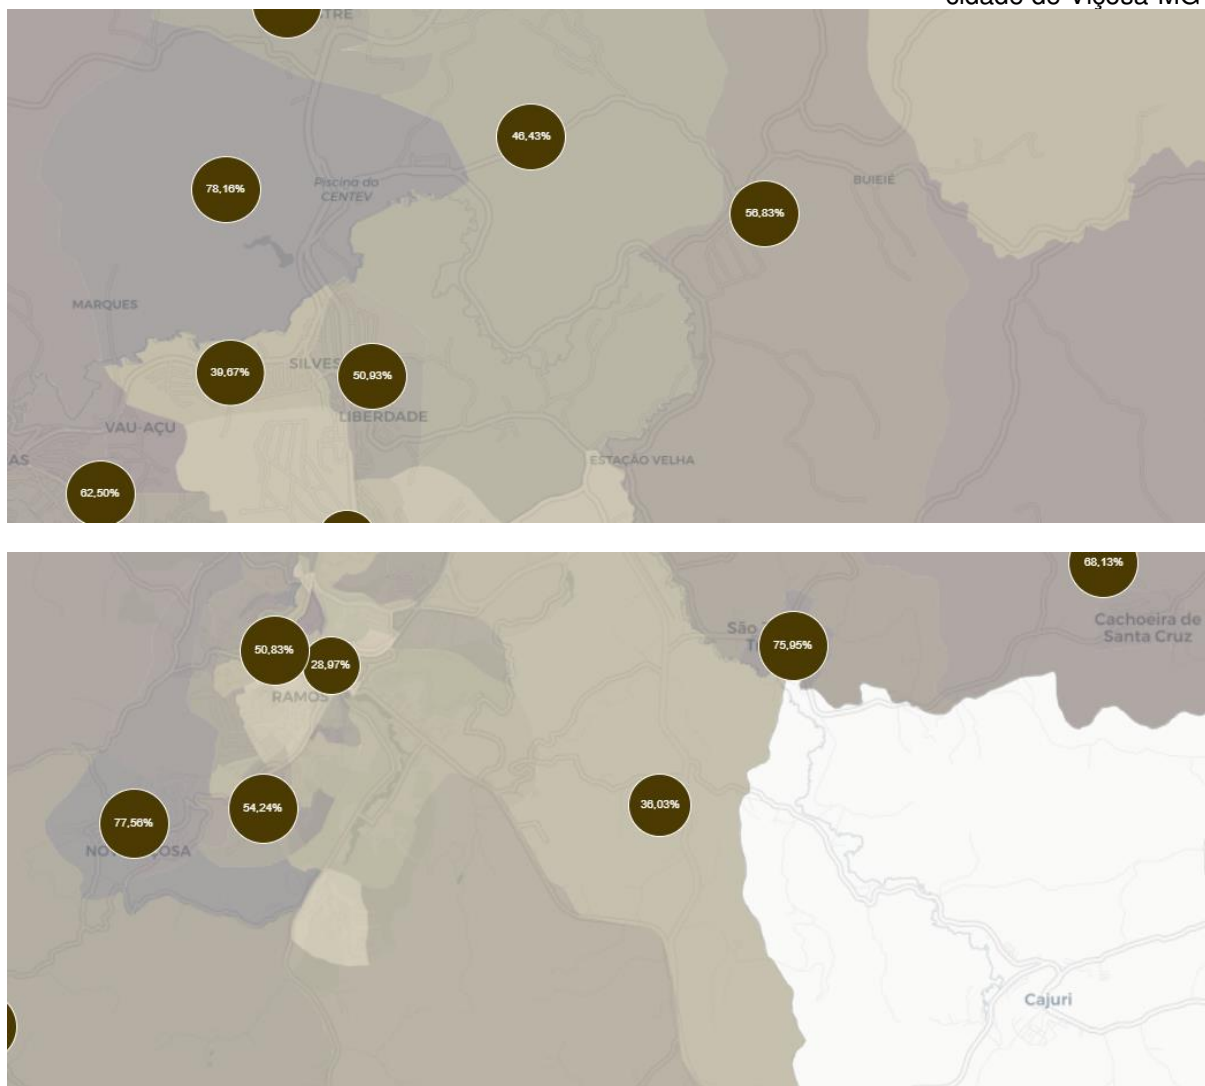 cidade de Viçosa-MG
46,43%
78,16%
Piscina da
CENTEV
BUIEIÉ
56,83%
MARQUES
39,67%
50,93%
LIBERDADE
VAU-AÇU
ESTAÇÃO VELHA
62,50%
68,13%
Cachoeira de
Santa Cruz
São
75,95%
50,83%
28,97%
RAMOS
36,03%
54,24%
77,56%
Cajuri